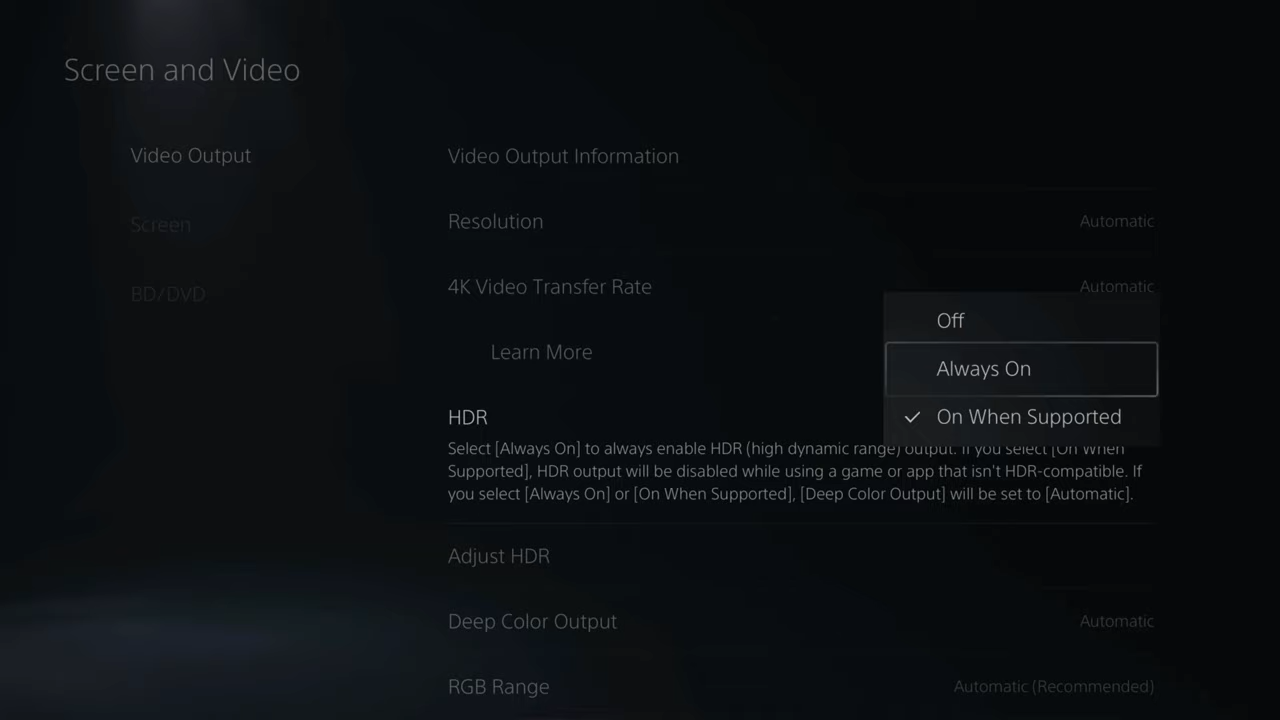 Screen and Video
Video Output
Screen
BD/DVD
Video Output Information
Resolution
Automatic
4K Video Transfer Rate
Automatic
Learn More
Off
Always On
On When Supported
HDR
Select [Always On] to always enable HDR (high dynamic range) output. If you select [On When
Supported], HDR output will be disabled while using a game or app that isn't HDR-compatible. If
you select [Always On] or [On When Supported], [Deep Color Output] will be set to [Automatic].
Adjust HDR
Deep Color Output
Automatic
RGB Range
Automatic (Recommended)